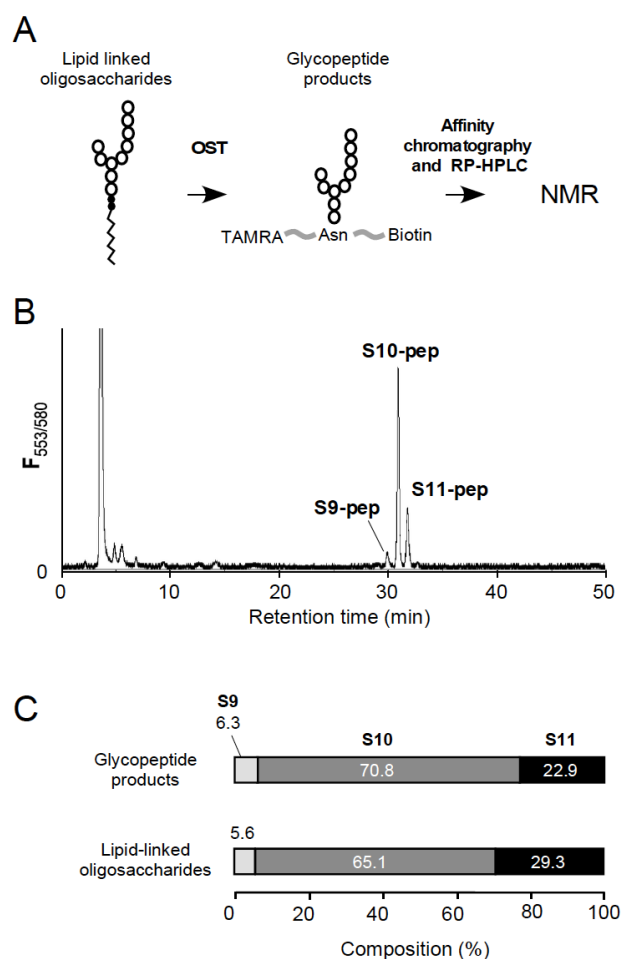 A
Lipid linked
oligosaccharides
Glycopeptide
products
OST
Affinity
chromatography
and RP-HPLC
NMR
TAMRA
Asn
Biotin
B
F553/580
S10-pep
S11-pep
S9-pep
0
0 10 20 30 40 50
Retention time (min)
C
S9
6.3
S10
S11
Glycopeptide
products
70.8
22.9
5.6
Lipid-linked
oligosaccharides
65.1
29.3
0 20 40 60 80 100
Composition (%)